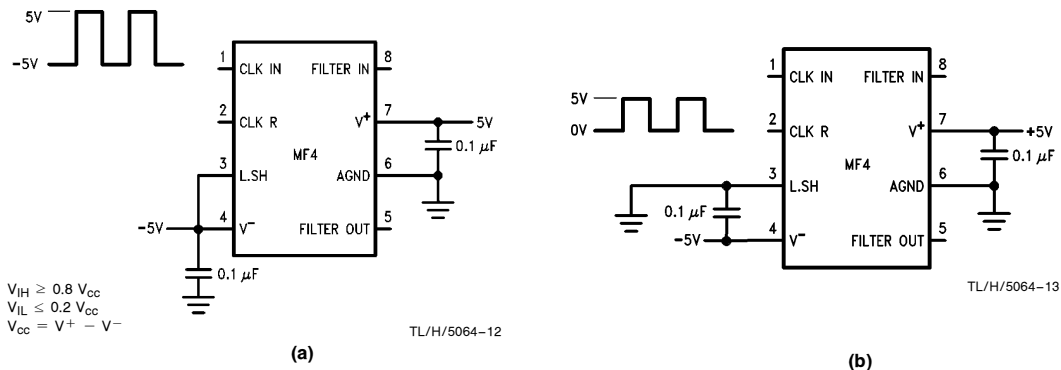 5V
-5V
1
CLK IN
FILTER IN
8
2
CLK R
V+
7
5V
0.1 μF
MF4
3
L.SH
AGND
6
-5V
4
V-
FILTER OUT
5
0.1 μF
VIH ≥ 0.8 Vcc
VIL ≤ 0.2 Vcc
Vcc = V+ − V−
TL/H/5064–12
(a)
5V
0V
1
CLK IN
FILTER IN
8
2
CLK R
V+
7
+5V
0.1 μF
MF4
3
L.SH
AGND
6
0.1 μF
-5V
4
V-
FILTER OUT
5
TL/H/5064–13
(b)